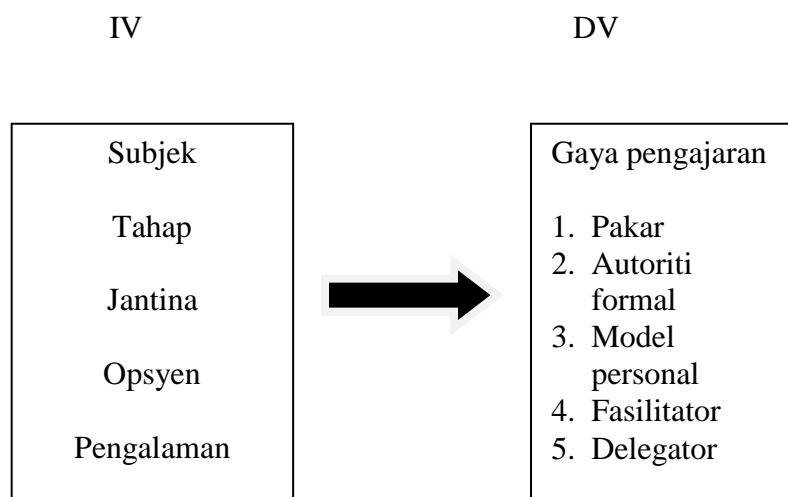 IV
DV
Subjek
Tahap
Jantina
Opsyen
Pengalaman
Gaya pengajaran
1. Pakar
2. Autoriti
formal
3. Model
personal
4. Fasilitator
5. Delegator